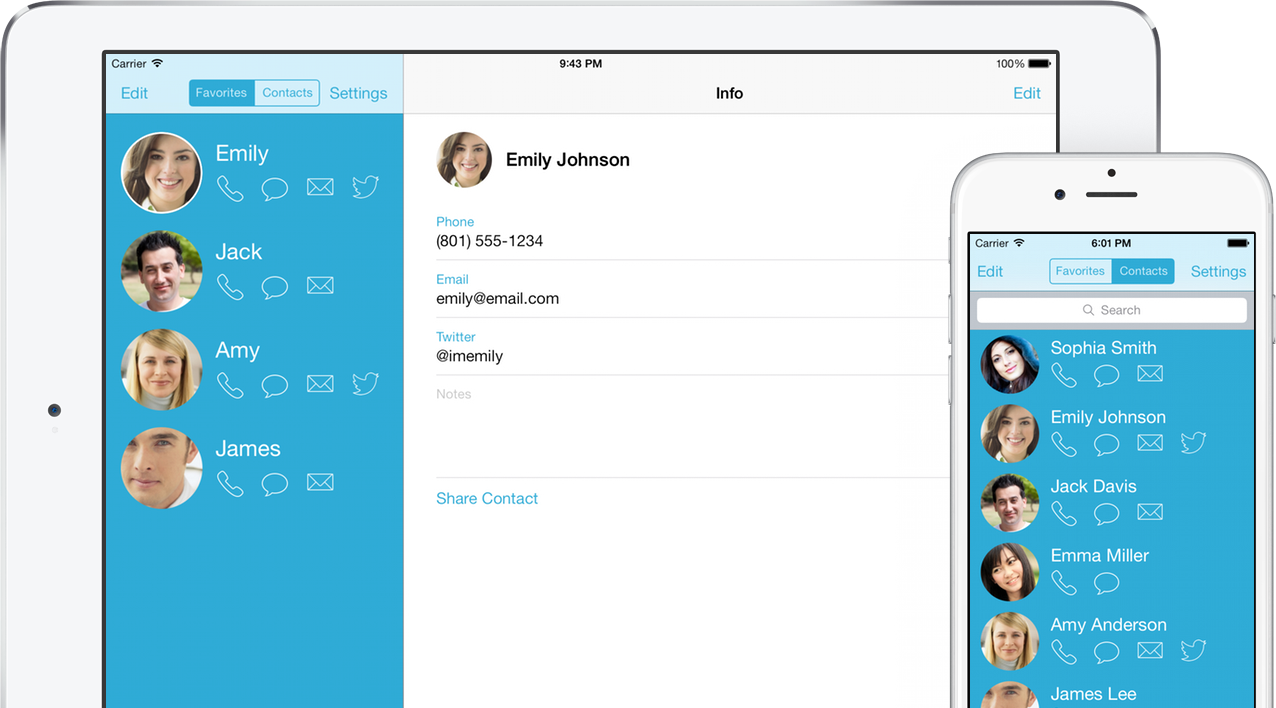 Carrier 9:43 PM 100%
Edit Favorites Contacts Settings
Info
Edit
Emily
Jack
Amy
James
Emily Johnson
Phone
(801) 555-1234
Email
emily@email.com
Twitter
@imemily
Notes
Share Contact
Carrier 6:01 PM
Edit Favorites Contacts Settings
Search
Sophia Smith
Emily Johnson
Jack Davis
Emma Miller
Amy Anderson
James Lee